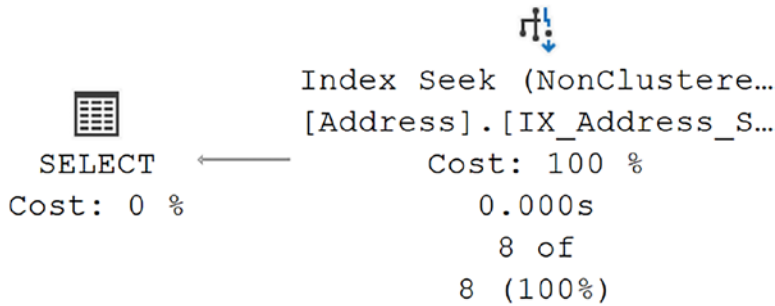 Index Seek (NonClustere…
[Address].[IX_Address_S…
Cost: 100 %
0.000s
8 of
8 (100%)
SELECT
Cost: 0 %